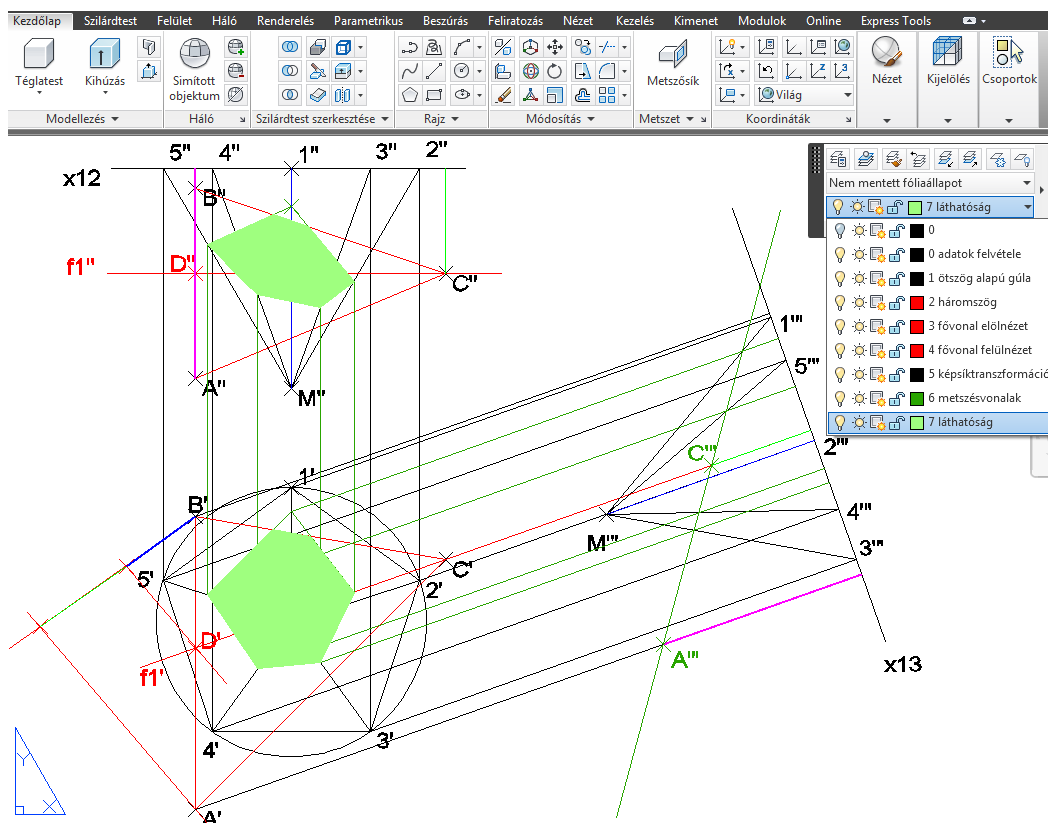 Kezdőlap Szilárdtest Felület Háló Renderelés Parametrikus Beszúrás Feliratozás Nézet Kezelés Kimenet Modulok Online Express Tools
Téglatest
Kihúzás
Simított
objektum
Metszősík
Világ
Nézet
Kijelölés
Csoportok
Modellezés
Háló
Szilárdtest szerkesztése
Rajz
Módosítás
Metszet
Koordináták
Nem mentett fóliaállapot
7 láthatóság
0
0 adatok felvétele
1 ötszög alapú gúla
2 háromszög
3 fővonal elölnézet
4 fővonal felülnézet
5 képsíktranszformáció
6 metszésvonalak
7 láthatóság
5" 4" 1" 3" 2"
x12
B"
f1" D"
C"
A"
M"
1'''
5'''
2'''
C'''
4'''
M'''
3'''
A'''
x13
1'
B'
C'
5'
2'
D'
f1'
4'
3'
A'
Y
X